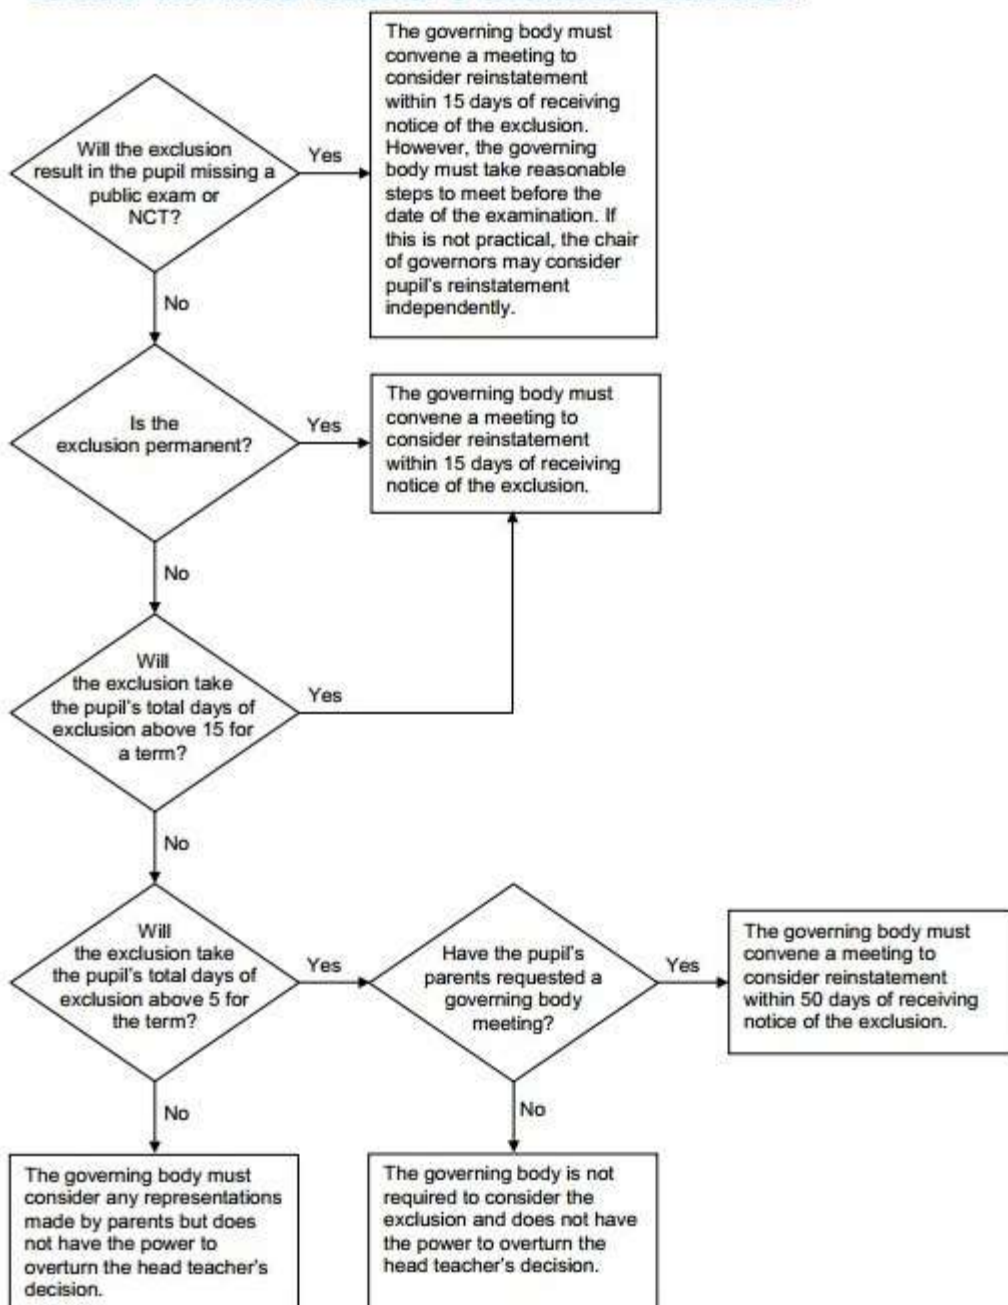 The governing body must
convene a meeting to
consider reinstatement
within 15 days of receiving
notice of the exclusion.
However, the governing
body must take reasonable
steps to meet before the
date of the examination. If
this is not practical, the chair
of governors may consider
pupil's reinstatement
independently.
Will the exclusion
result in the pupil missing a
public exam or
NCT?
Yes
No
Is the
exclusion permanent?
Yes
The governing body must
convene a meeting to
consider reinstatement
within 15 days of receiving
notice of the exclusion.
No
Will
the exclusion take
the pupil's total days of
exclusion above 15 for
a term?
Yes
No
Will
the exclusion take
the pupil's total days of
exclusion above 5 for
the term?
Yes
Have the pupil's
parents requested a
governing body
meeting?
Yes
The governing body must
convene a meeting to
consider reinstatement
within 50 days of receiving
notice of the exclusion.
No
No
The governing body must
consider any representations
made by parents but does
not have the power to
overturn the head teacher's
decision.
The governing body is not
required to consider the
exclusion and does not have
the power to overturn the
head teacher's decision.